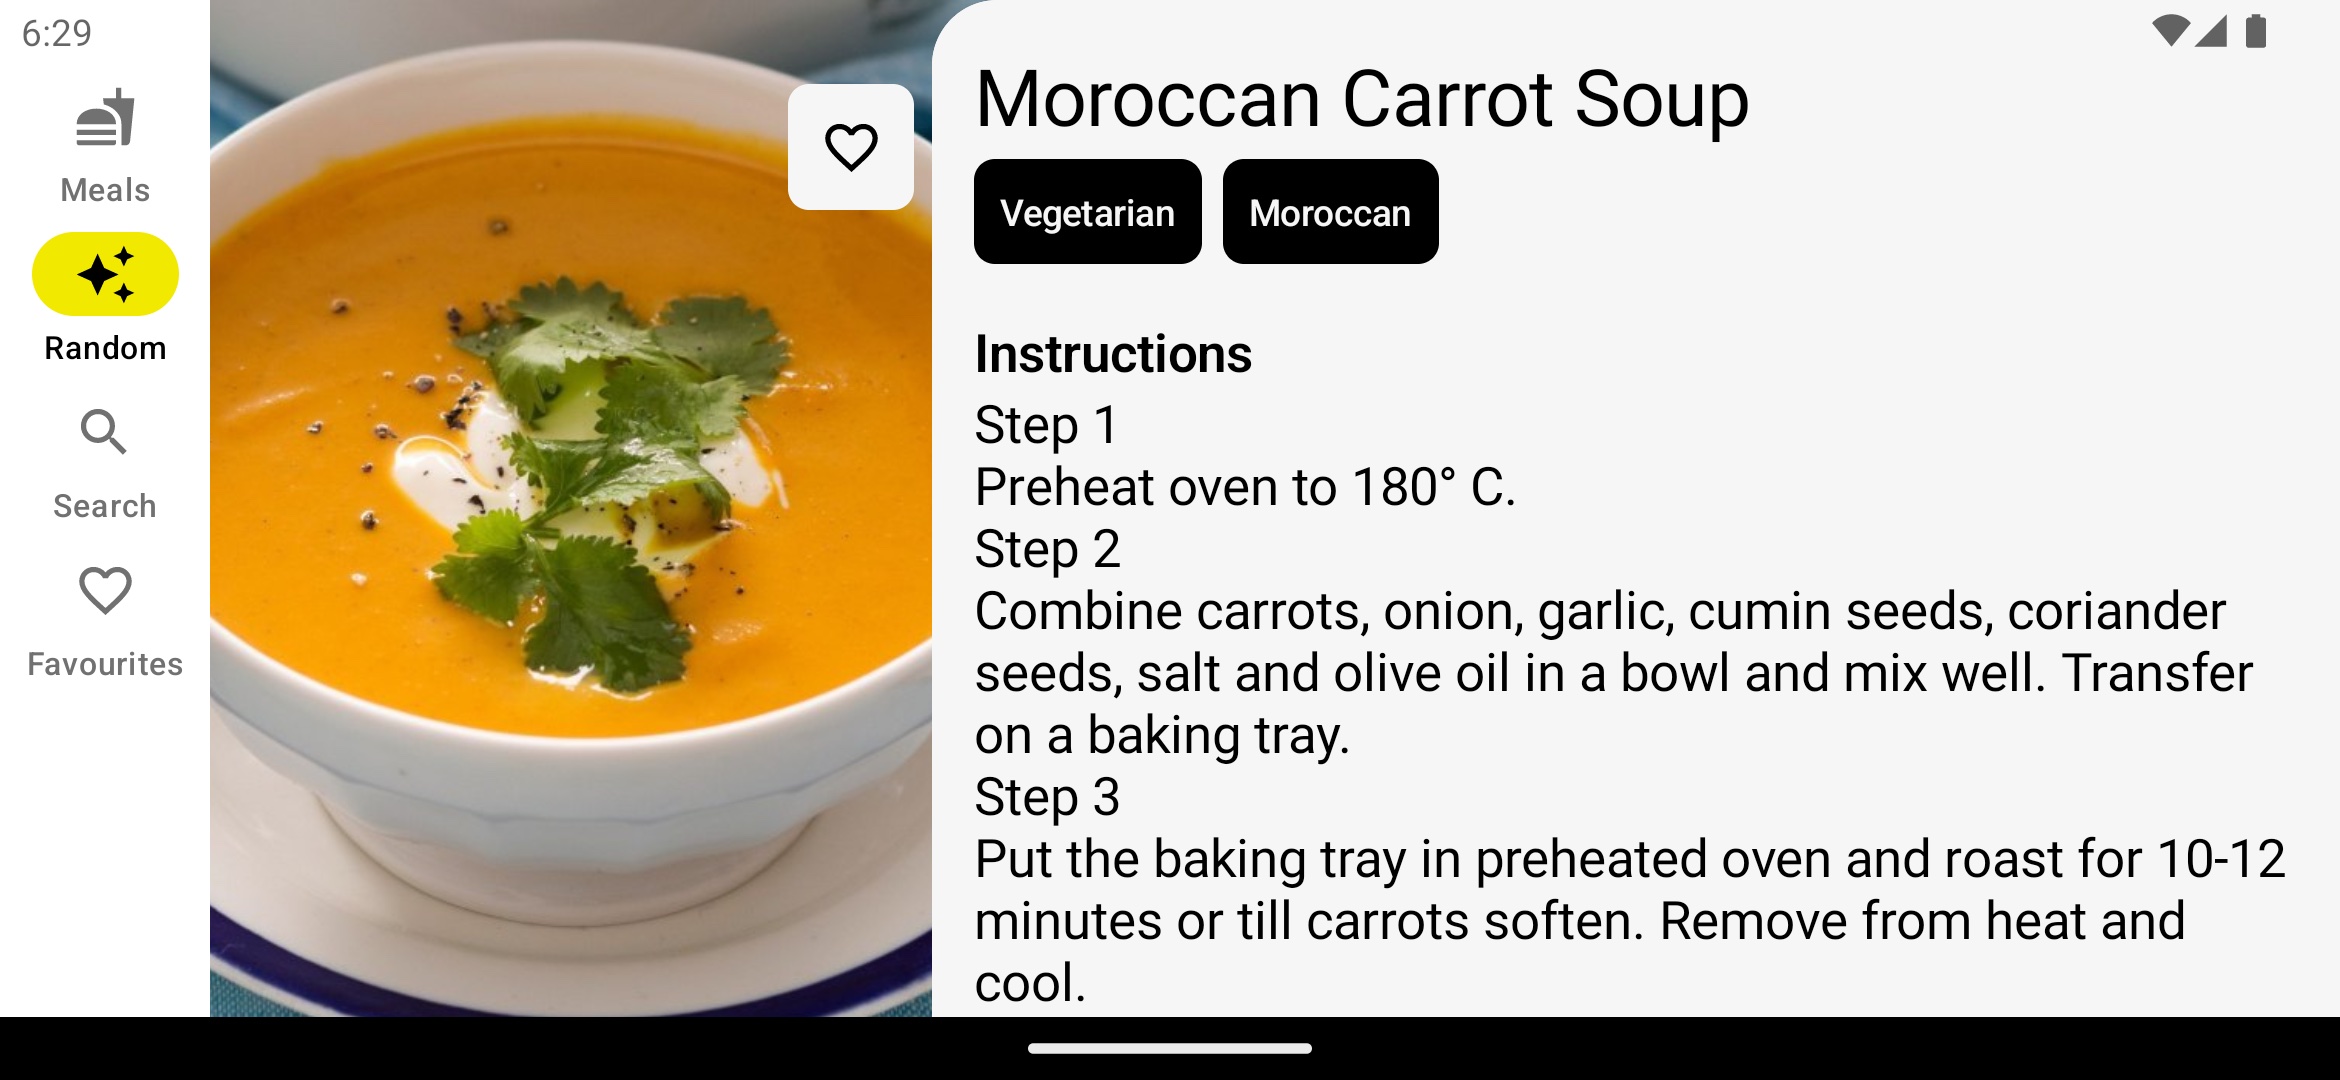 6:29
Meals
Random
Search
Favourites
Moroccan Carrot Soup
Vegetarian
Moroccan
Instructions
Step 1
Preheat oven to 180° C.
Step 2
Combine carrots, onion, garlic, cumin seeds, coriander
seeds, salt and olive oil in a bowl and mix well. Transfer
on a baking tray.
Step 3
Put the baking tray in preheated oven and roast for 10-12
minutes or till carrots soften. Remove from heat and
cool.